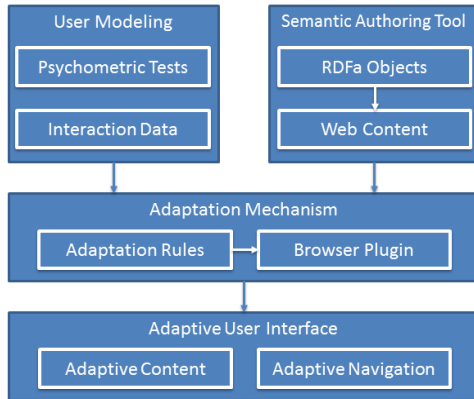 User Modeling
Psychometric Tests
Interaction Data
Semantic Authoring Tool
RDFa Objects
Web Content
Adaptation Mechanism
Adaptation Rules
Browser Plugin
Adaptive User Interface
Adaptive Content
Adaptive Navigation